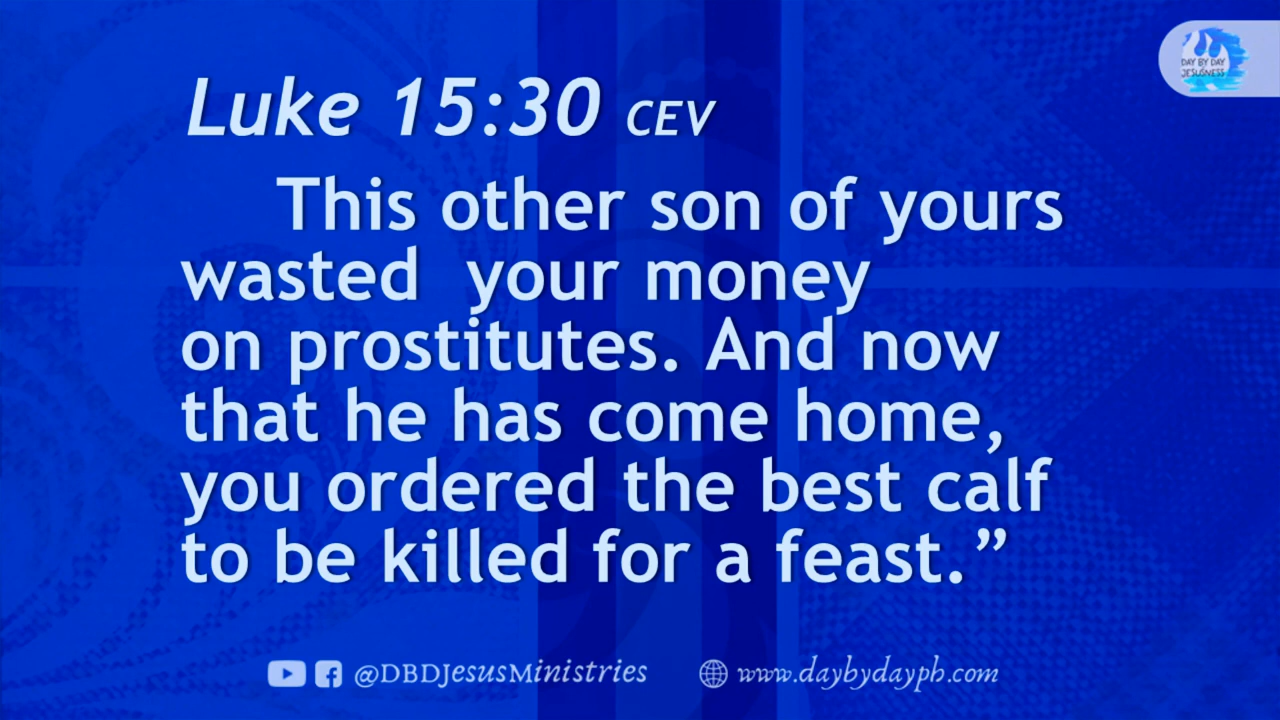 Luke 15:30 CEV
DAY BY DAY
JESUSNESS
This other son of yours
wasted  your money
on prostitutes. And now
that he has come home,
you ordered the best calf
to be killed for a feast.”
@DBDJesusMinistries
www.daybydayph.com